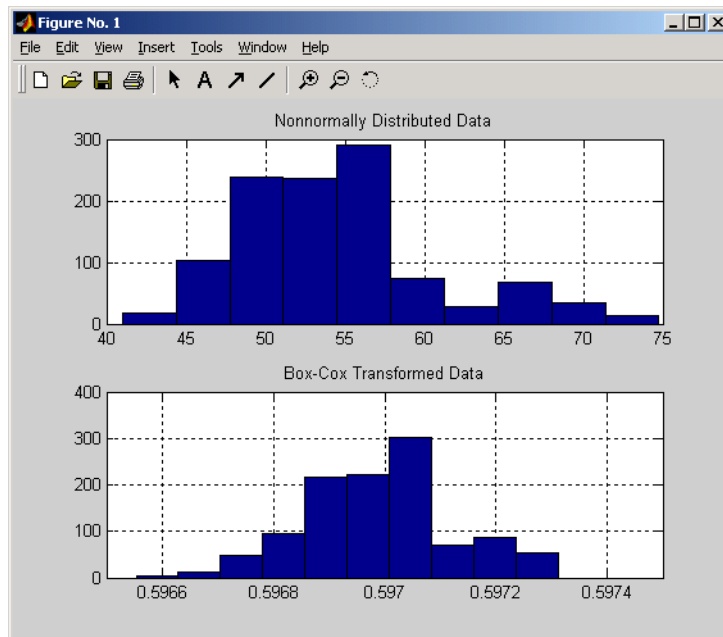 Figure No. 1
File Edit View Insert Tools Window Help
A
Nonnormally Distributed Data
300
200
100
0
40 45 50 55 60 65 70 75
Box-Cox Transformed Data
400
300
200
100
0
0.5966 0.5968 0.597 0.5972 0.5974